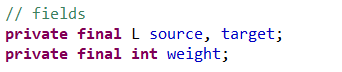 // fields
private final L source, target;
private final int weight;